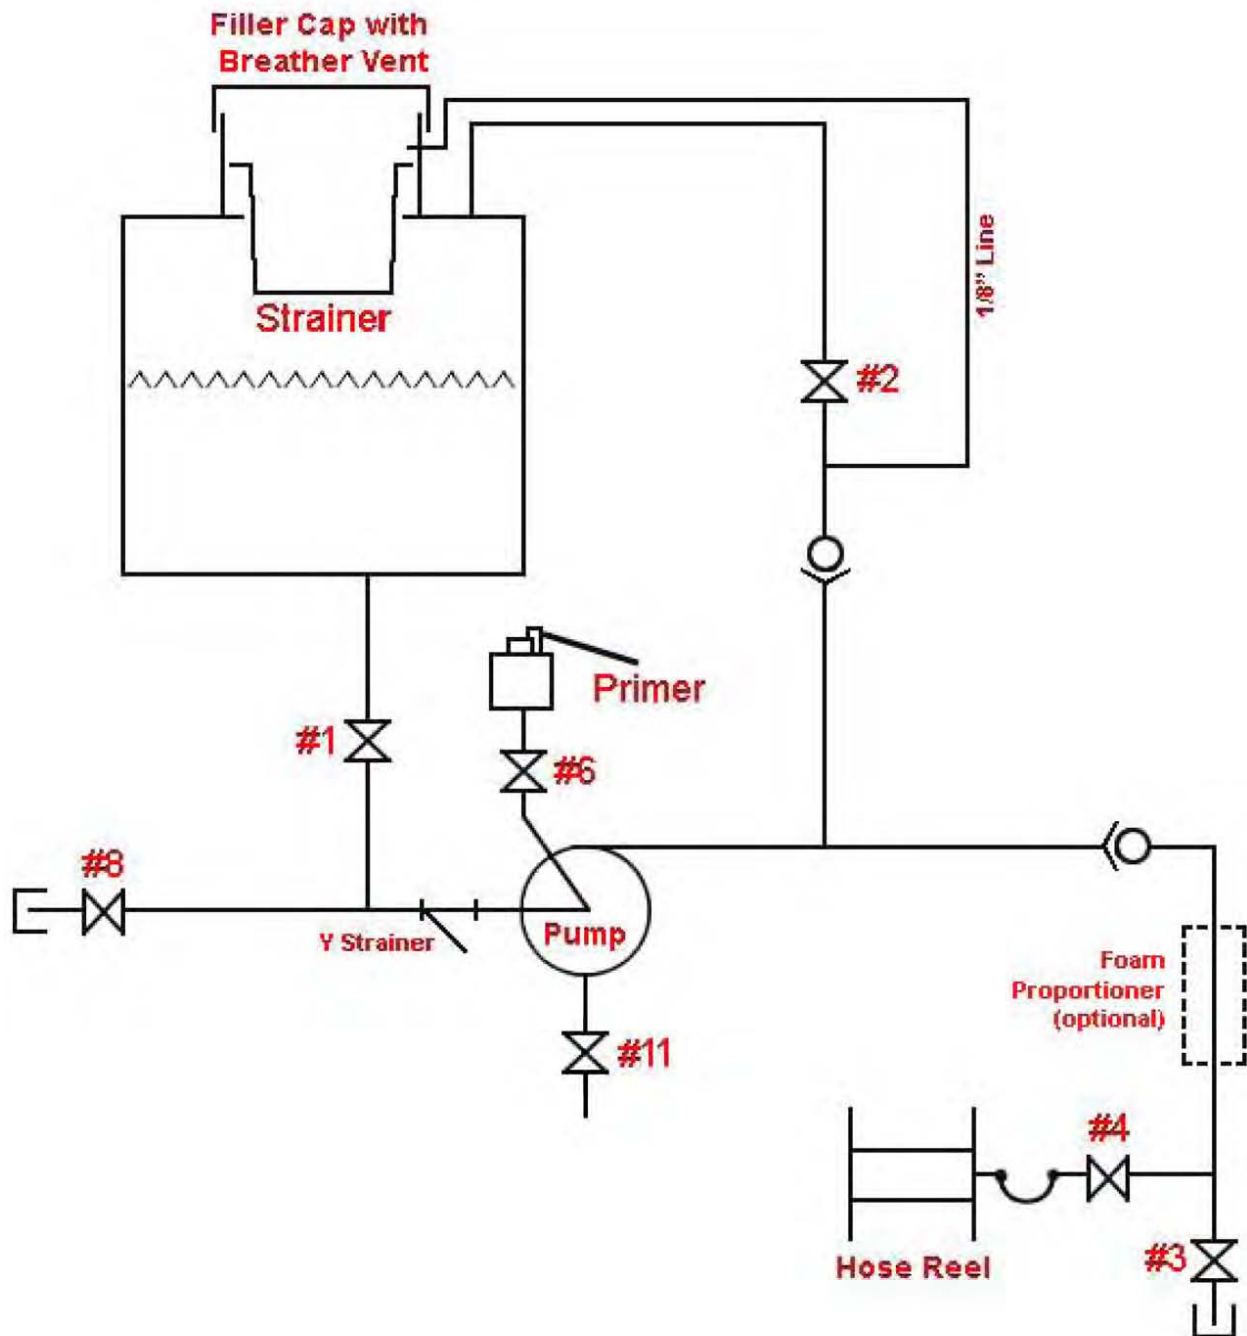 Filler Cap with
Breather Vent
1/8" Line
Strainer
#2
Primer
#1
#6
#8
Y Strainer
Pump
Foam
Proportioner
(optional)
#11
#4
Hose Reel
#3